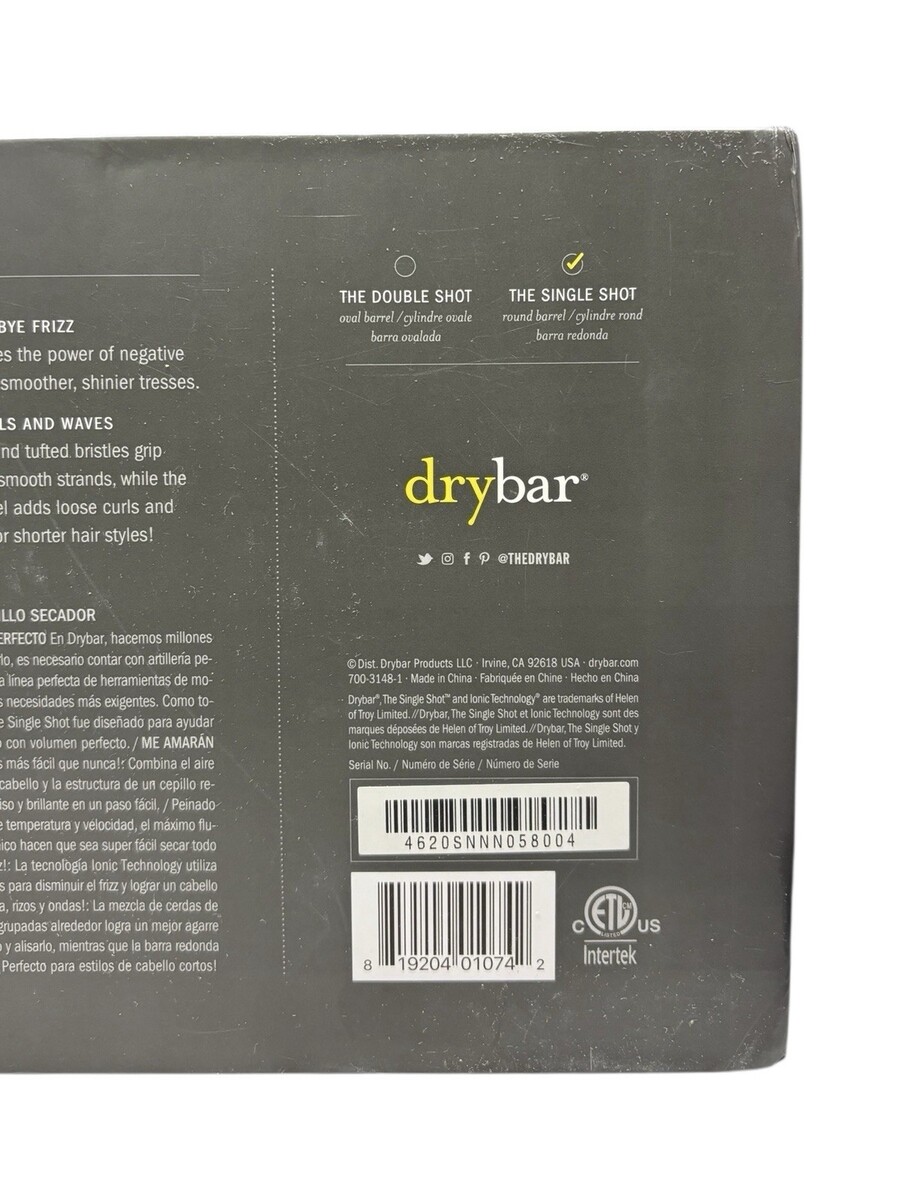 BYE FRIZZ
es the power of negative
smoother, shinier tresses.
LS AND WAVES
nd tufted bristles grip
smooth strands, while the
el adds loose curls and
or shorter hair styles!
LLO SECADOR
ERFECTO En Drybar, hacemos millones
rlo, es necesario contar con artillería pe-
a línea perfecta de herramientas de mo-
s necesidades más exigentes. Como to-
e Single Shot fue diseñado para ayudar
o con volumen perfecto. / ME AMARÁN
s más fácil que nunca!: Combina el aire
cabello y la estructura de un cepillo re-
iso y brillante en un paso fácil. / Peinado
e temperatura y velocidad, el máximo flu-
nico hacen que sea super fácil secar todo
z!: La tecnología Ionic Technology utiliza
s para disminuir el frizz y lograr un cabello
a, rizos y ondas!: La mezcla de cerdas de
grupadas alrededor logra un mejor agarre
o y alisarlo, mientras que la barra redonda
Perfecto para estilos de cabello cortos!
THE DOUBLE SHOT
oval barrel / cylindre ovale
barra ovalada
THE SINGLE SHOT
round barrel / cylindre rond
barra redonda
drybar®
@THEDRYBAR
© Dist. Drybar Products LLC · Irvine, CA 92618 USA · drybar.com
700-3148-1 · Made in China · Fabriquée en Chine · Hecho en China
Drybar®, The Single Shot™ and Ionic Technology® are trademarks of Helen
of Troy Limited. // Drybar, The Single Shot et Ionic Technology sont des
marques déposées de Helen of Troy Limited. // Drybar, The Single Shot y
Ionic Technology son marcas registradas de Helen of Troy Limited.
Serial No. / Numéro de Série / Número de Serie
4620SNNN058004
8 19204 01074 2
C ETL CM US
LISTED
Intertek